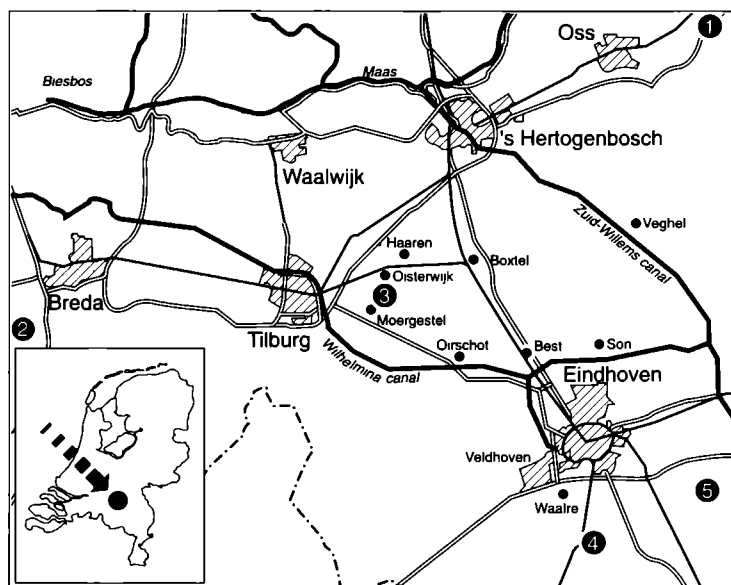 1
Oss
Biesbos
Maas
's Hertogenbosch
Waalwijk
Zuid-Willems canal
Veghel
Haaren
Boxtel
Oisterwijk
3
Breda
Moergestel
2
Tilburg
Wilhelmina canal
Oirschot
Best
Son
Eindhoven
Veldhoven
5
Waalre
4